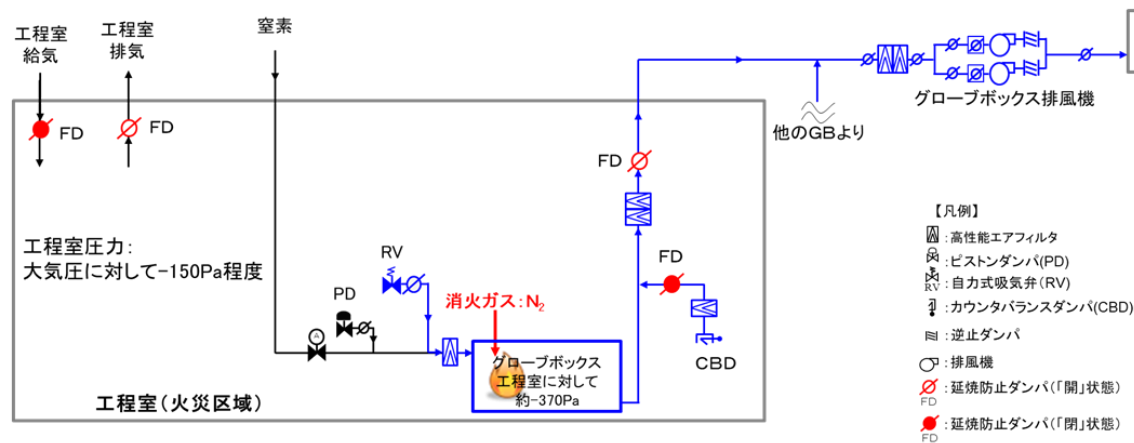 工程室
給気
工程室
排気
窒素
FD
FD
工程室圧力:
大気圧に対して-150Pa程度
RV
PD
A
消火ガス:N₂
グローブボックス
工程室に対して
約-370Pa
工程室(火災区域)
FD
FD
CBD
他のGBより
グローブボックス排風機
【凡例】
:高性能エアフィルタ
:ピストンダンパ(PD)
RV
:自力式吸気弁(RV)
:カウンタバランスダンパ(CBD)
:逆止ダンパ
:排風機
:延焼防止ダンパ(「開」状態)
FD
:延焼防止ダンパ(「閉」状態)
FD